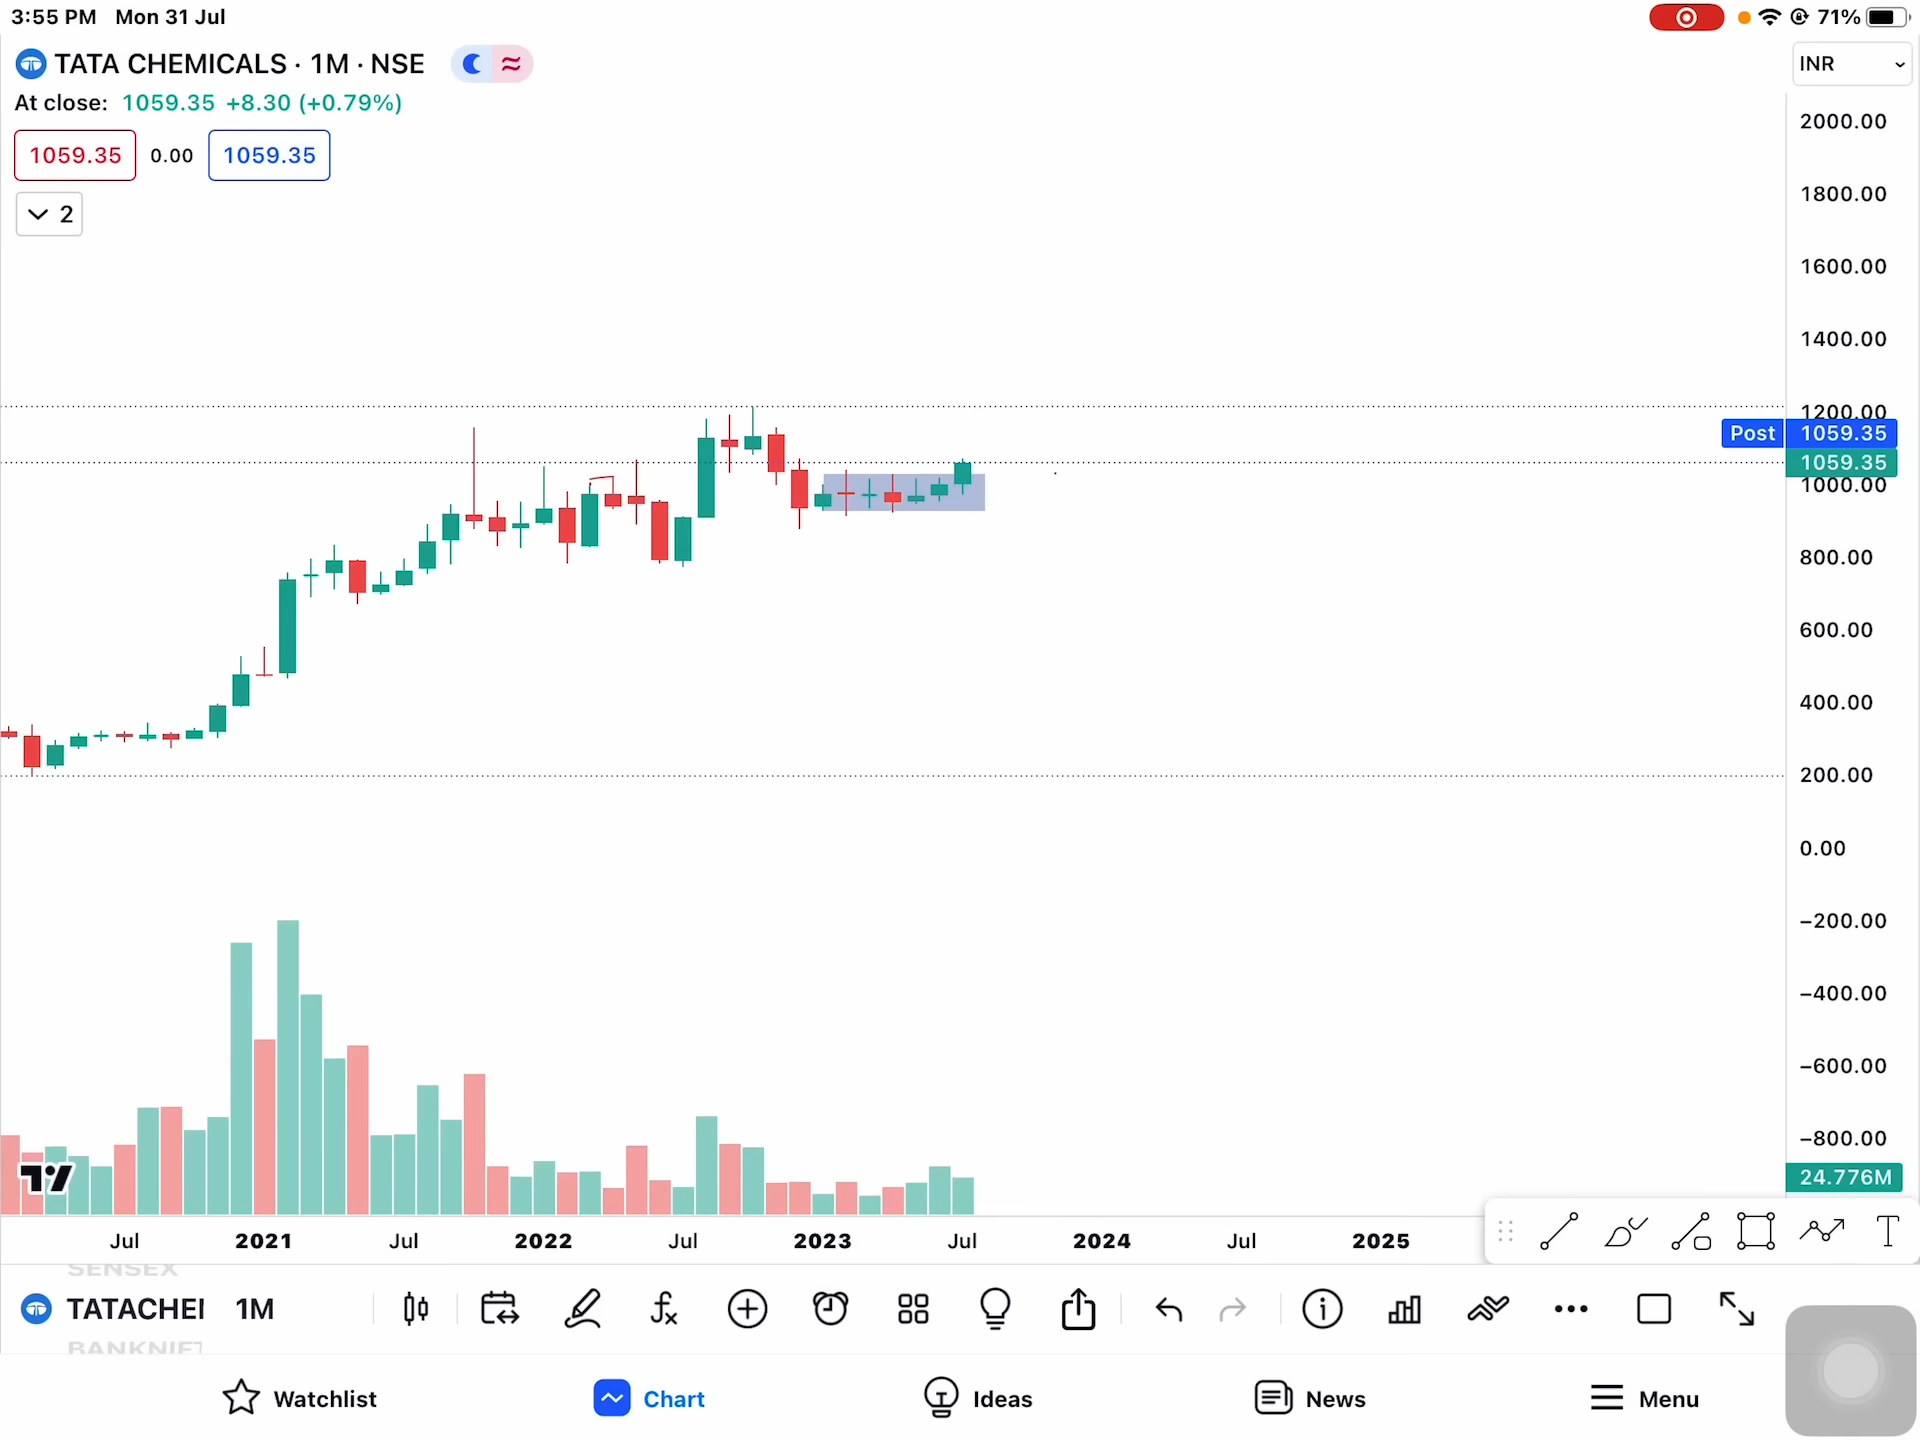 3:55 PM Mon 31 Jul
71%
TATA CHEMICALS · 1M · NSE
INR
At close: 1059.35 +8.30 (+0.79%)
1059.35 0.00 1059.35
2
2000.00
1800.00
1600.00
1400.00
1200.00
Post 1059.35
1059.35
1000.00
800.00
600.00
400.00
200.00
0.00
−200.00
−400.00
−600.00
−800.00
24.776M
Jul 2021 Jul 2022 Jul 2023 Jul 2024 Jul 2025
T
SENSEX
TATACHEI 1M
BANKNIFT
Watchlist Chart Ideas News Menu